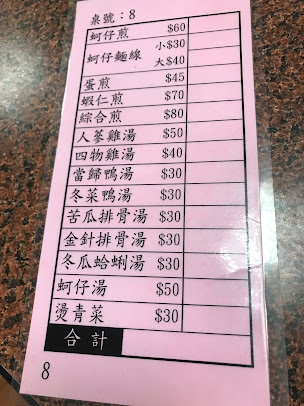 桌號：8
蚵仔煎 $60
蚵仔麵線 小$30
大$40
蛋煎 $45
蝦仁煎 $70
綜合煎 $80
人蔘雞湯 $50
四物雞湯 $40
當歸鴨湯 $30
冬菜鴨湯 $30
苦瓜排骨湯 $30
金針排骨湯 $30
冬瓜蛤蜊湯 $30
蚵仔湯 $50
燙青菜 $30
合計
8